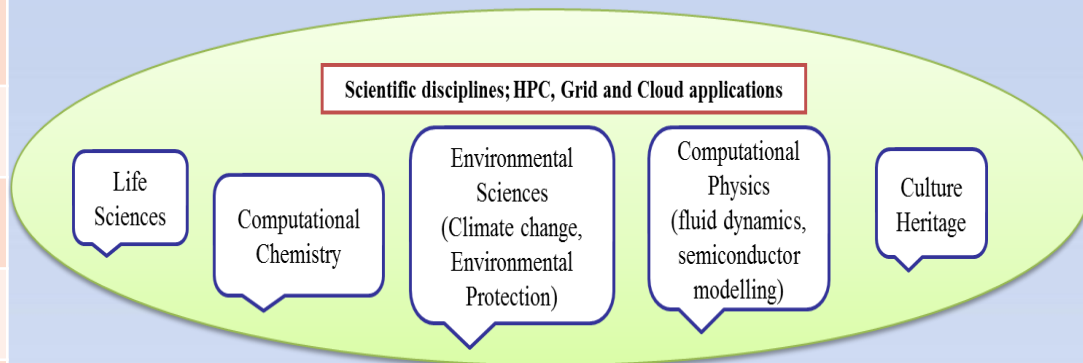 Scientific disciplines; HPC, Grid and Cloud applications
Life
Sciences
Computational
Chemistry
Environmental
Sciences
(Climate change,
Environmental
Protection)
Computational
Physics
(fluid dynamics,
semiconductor
modelling)
Culture
Heritage